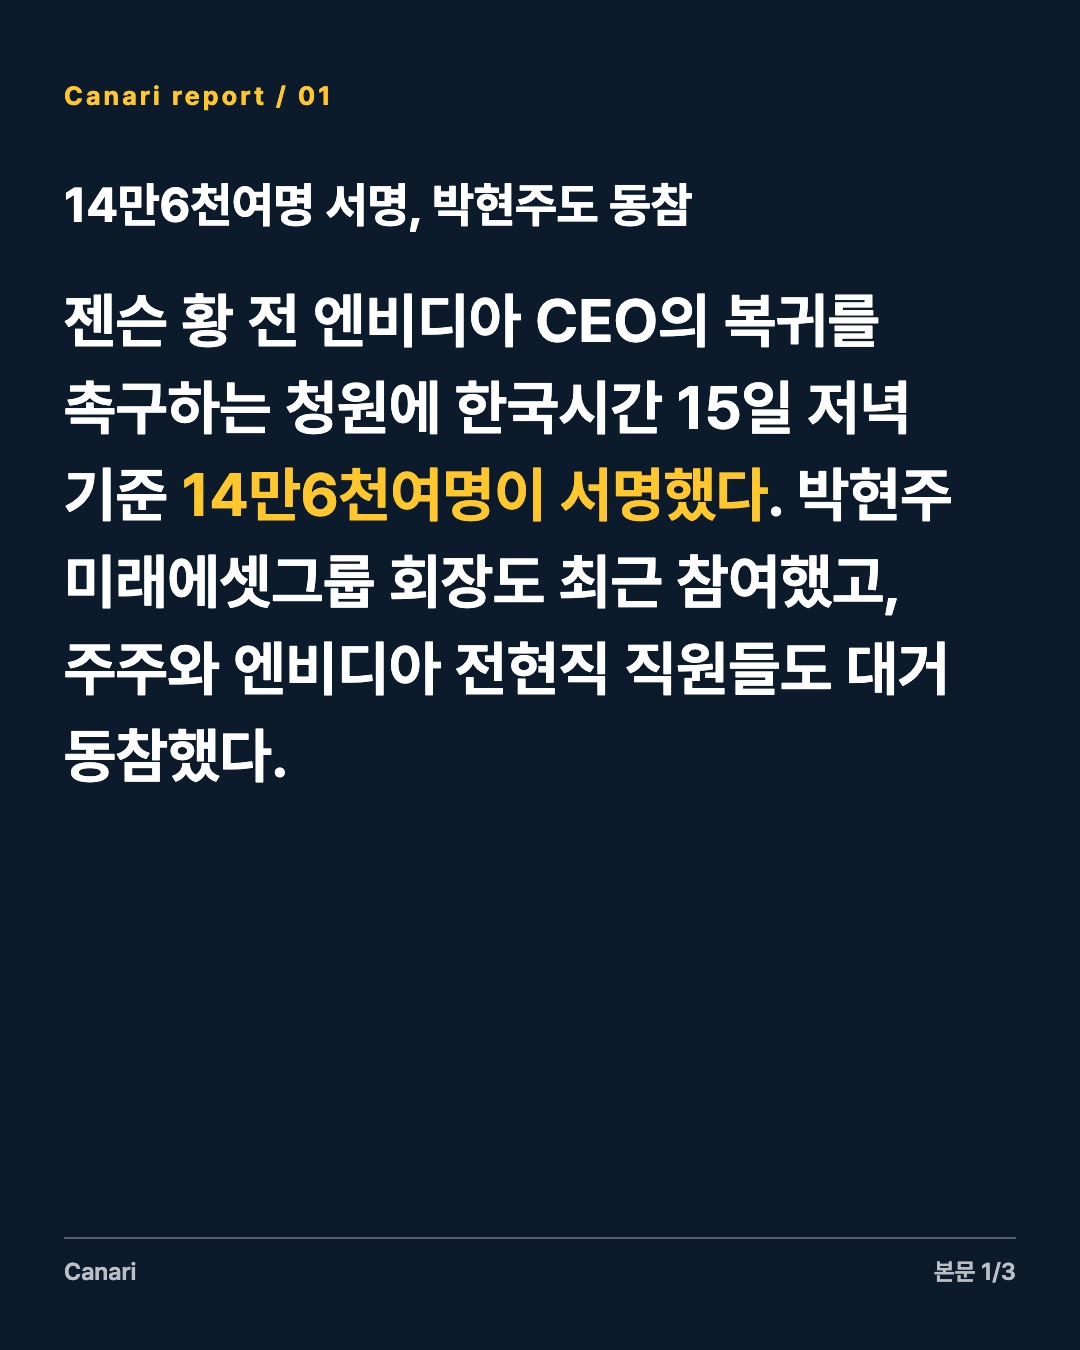 Canari report / 01
14만6천여명 서명, 박현주도 동참
젠슨 황 전 엔비디아 CEO의 복귀를
촉구하는 청원에 한국시간 15일 저녁
기준 14만6천여명이 서명했다. 박현주
미래에셋그룹 회장도 최근 참여했고,
주주와 엔비디아 전현직 직원들도 대거
동참했다.
Canari
본문 1/3